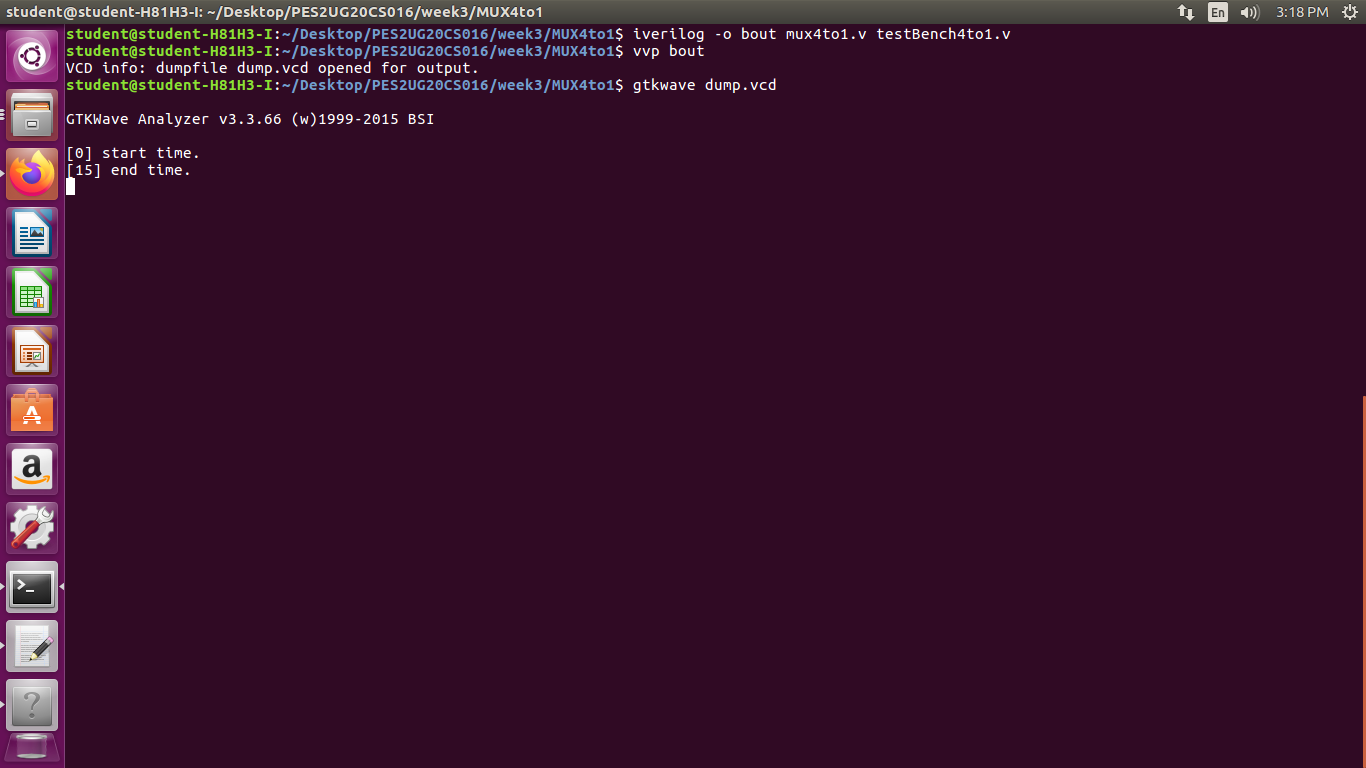 student@student-H81H3-I: ~/Desktop/PES2UG20CS016/week3/MUX4to1
En
3:18 PM
student@student-H81H3-I:~/Desktop/PES2UG20CS016/week3/MUX4to1$ iverilog -o bout mux4to1.v testBench4to1.v
student@student-H81H3-I:~/Desktop/PES2UG20CS016/week3/MUX4to1$ vvp bout
VCD info: dumpfile dump.vcd opened for output.
student@student-H81H3-I:~/Desktop/PES2UG20CS016/week3/MUX4to1$ gtkwave dump.vcd
GTKWave Analyzer v3.3.66 (w)1999-2015 BSI
[0] start time.
[15] end time.